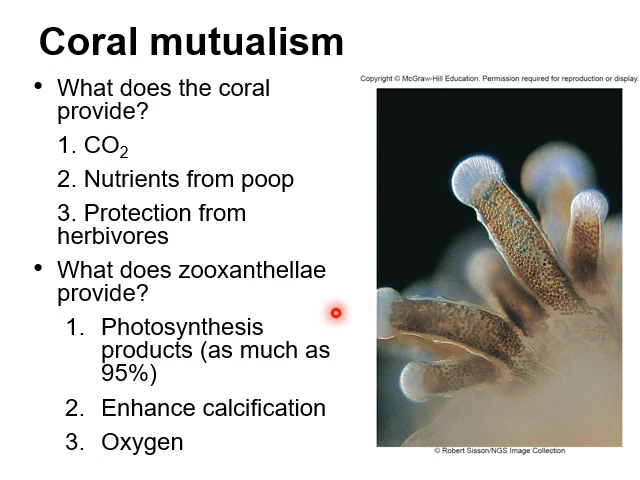 Coral mutualism
Copyright © McGraw-Hill Education. Permission required for reproduction or display.
• What does the coral
provide?
1. CO₂
2. Nutrients from poop
3. Protection from
herbivores
• What does zooxanthellae
provide?
1. Photosynthesis
products (as much as
95%)
2. Enhance calcification
3. Oxygen
© Robert Sisson/NGS Image Collection